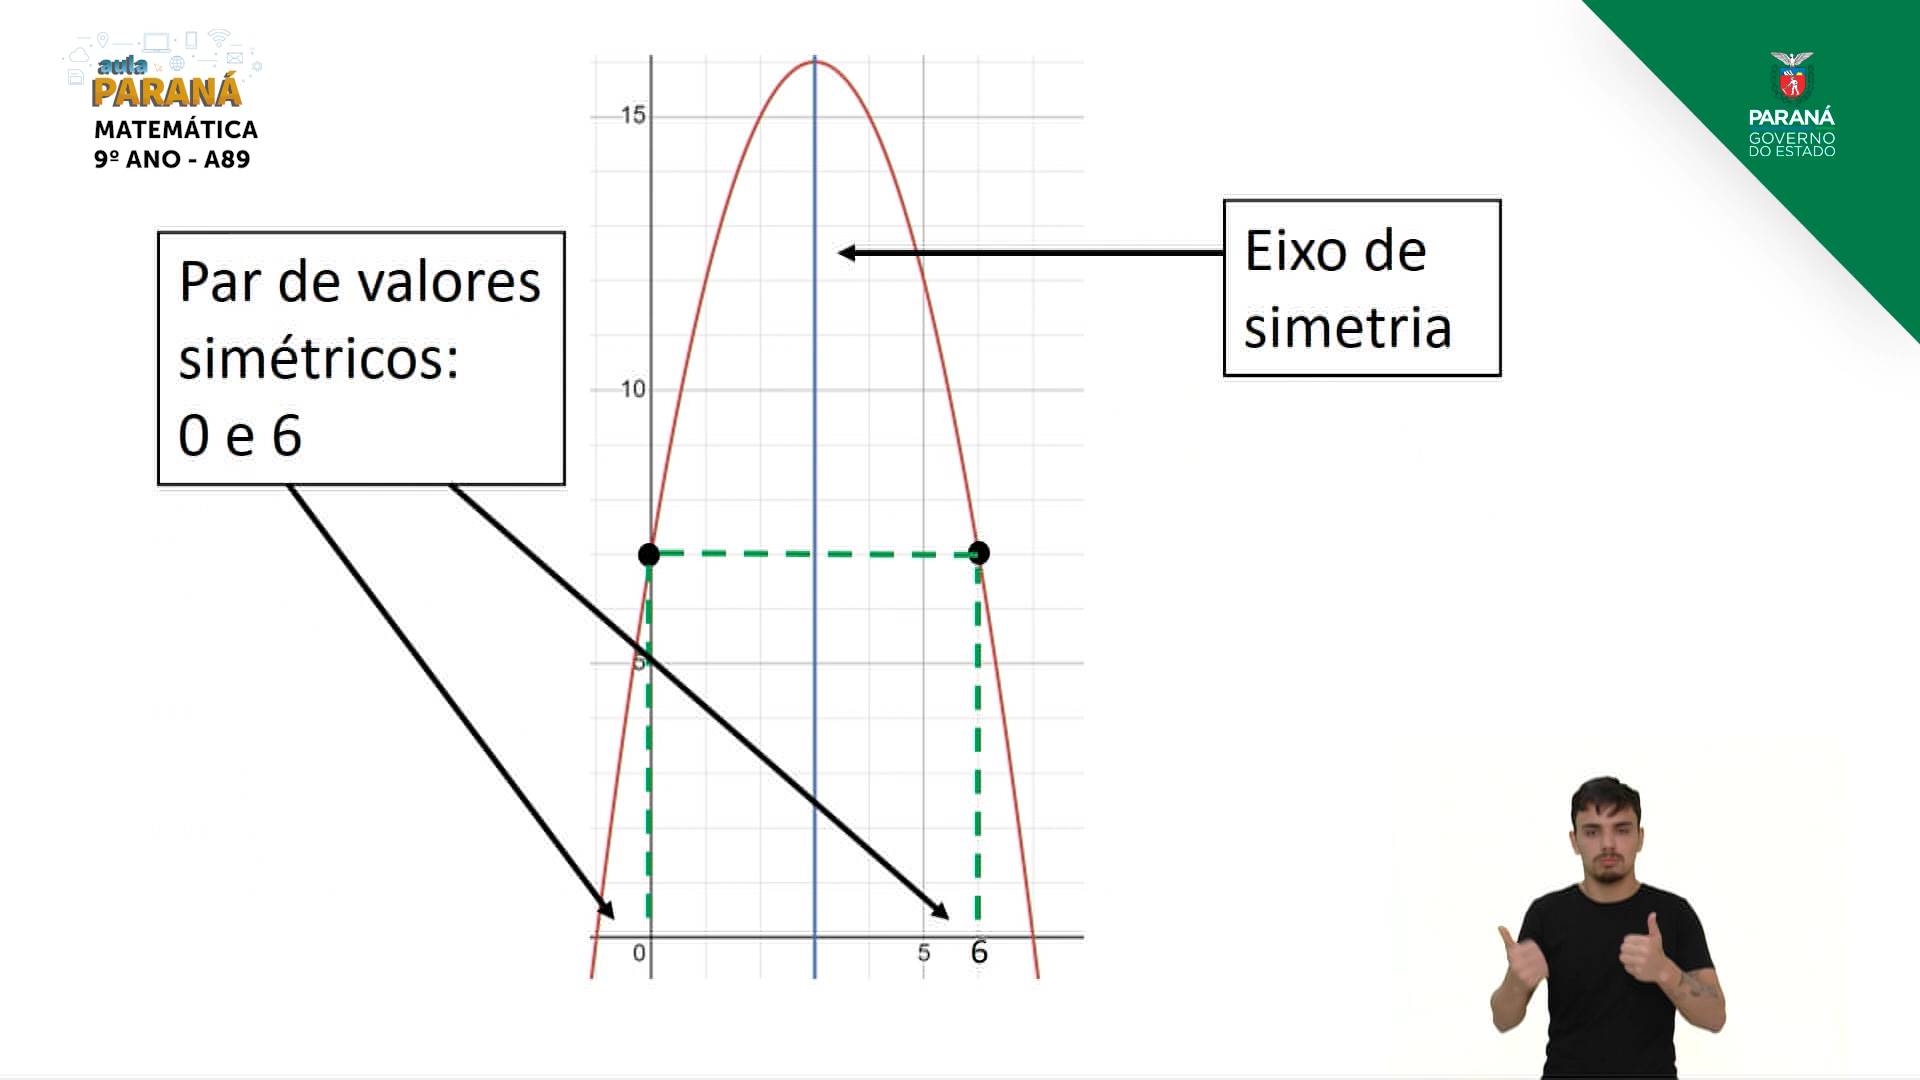 aula
PARANÁ
MATEMÁTICA
9º ANO - A89
PARANÁ
GOVERNO
DO ESTADO
Par de valores
simétricos:
0 e 6
Eixo de
simetria
15
10
5
0
5
6